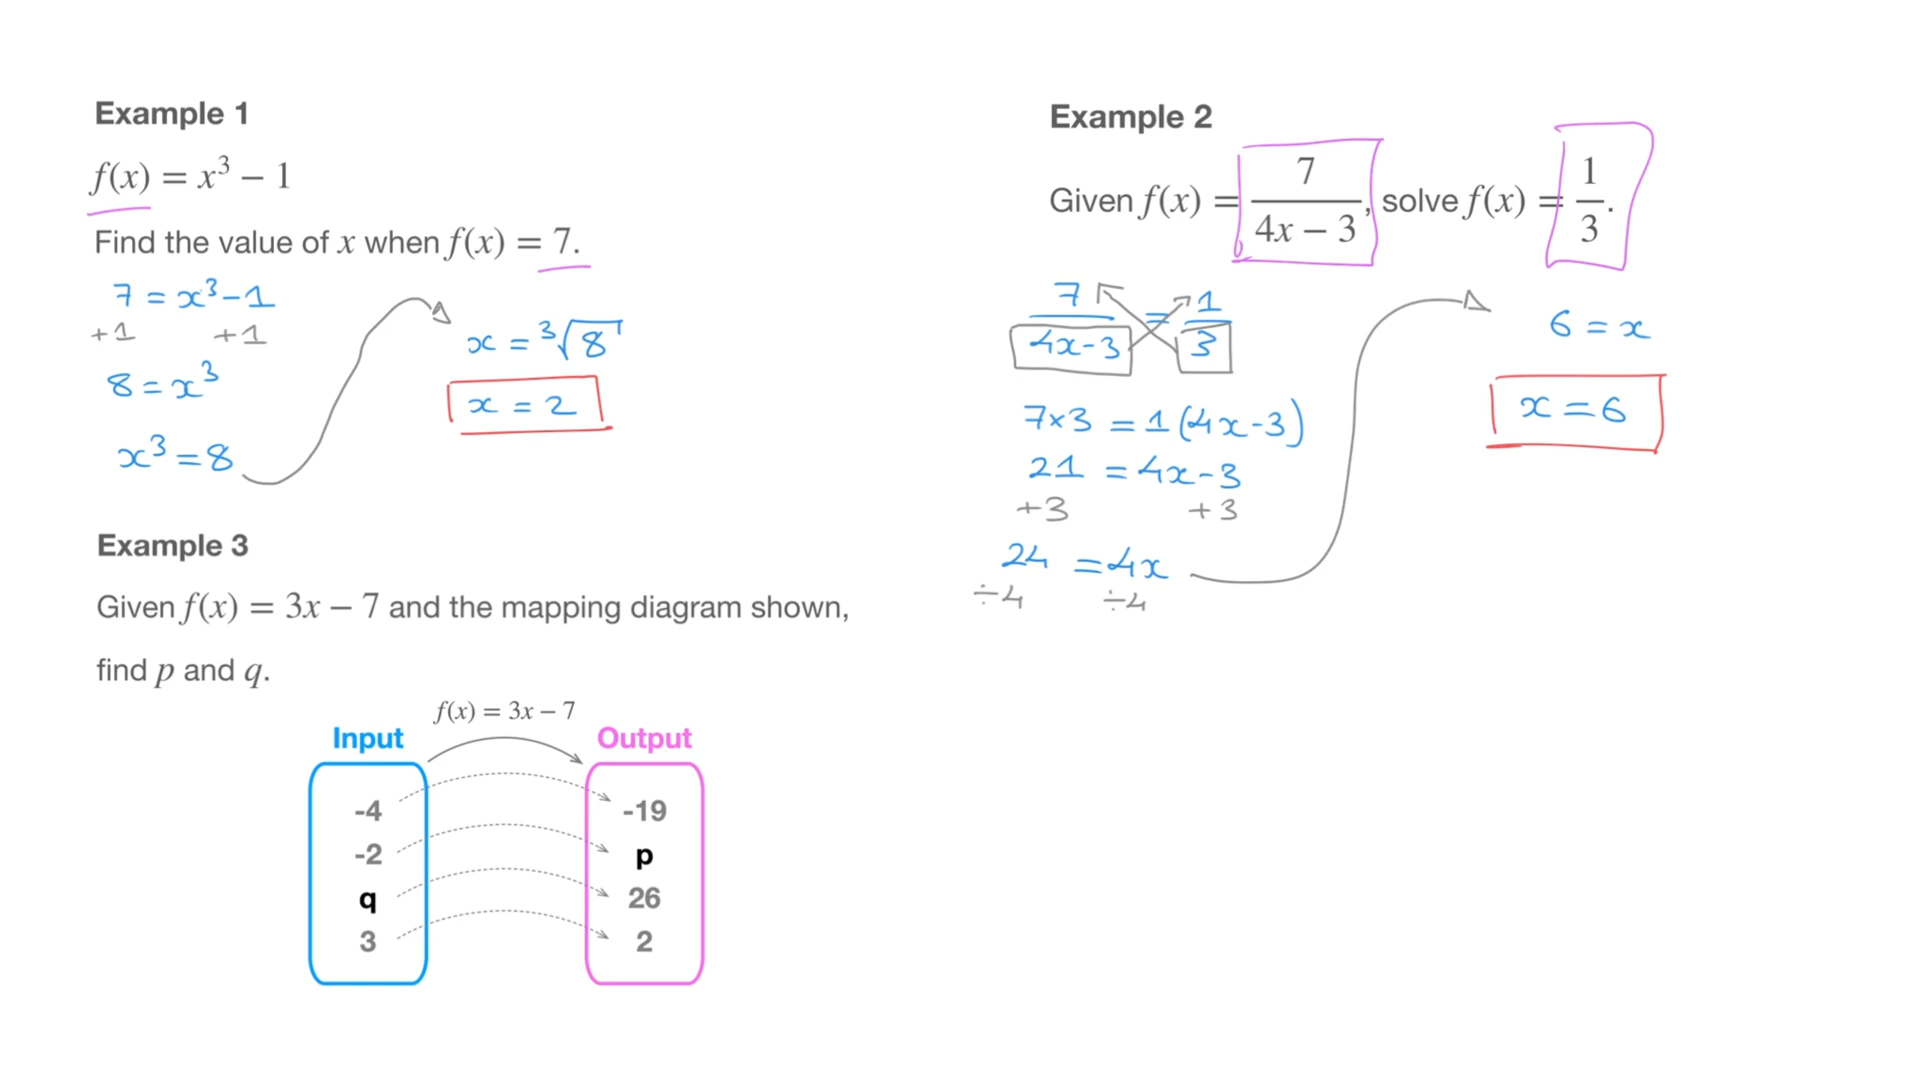 Example 1
f(x) = x³ − 1
Find the value of x when f(x) = 7.
7 = x³ − 1
+1 +1
8 = x³
x³ = 8
x = ³√8
x = 2
Example 2
Given f(x) = 7/(4x − 3), solve f(x) = 1/3.
7/(4x−3) = 1/3
7×3 = 1(4x−3)
21 = 4x−3
+3 +3
24 = 4x
÷4 ÷4
6 = x
x = 6
Example 3
Given f(x) = 3x − 7 and the mapping diagram shown,
find p and q.
f(x) = 3x − 7
Input Output
-4 -19
-2 p
q 26
3 2